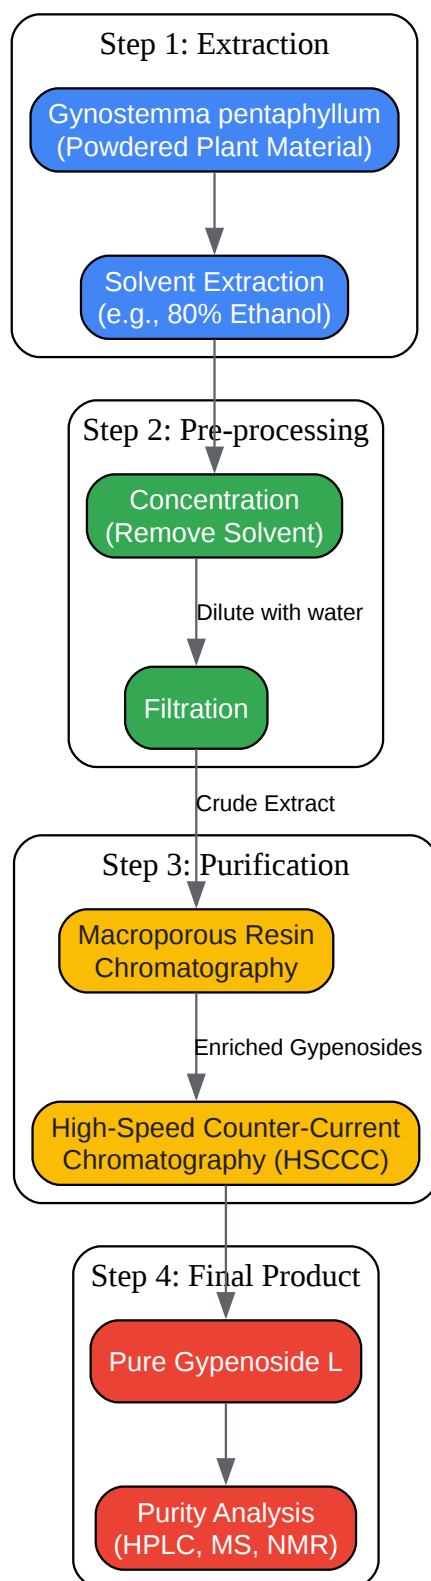 Step 1: Extraction
Gynostemma pentaphyllum
(Powdered Plant Material)
Solvent Extraction
(e.g., 80% Ethanol)
Step 2: Pre-processing
Concentration
(Remove Solvent)
Dilute with water
Filtration
Crude Extract
Step 3: Purification
Macroporous Resin
Chromatography
Enriched Gypenosides
High-Speed Counter-Current
Chromatography (HSCCC)
Step 4: Final Product
Pure Gypenoside L
Purity Analysis
(HPLC, MS, NMR)